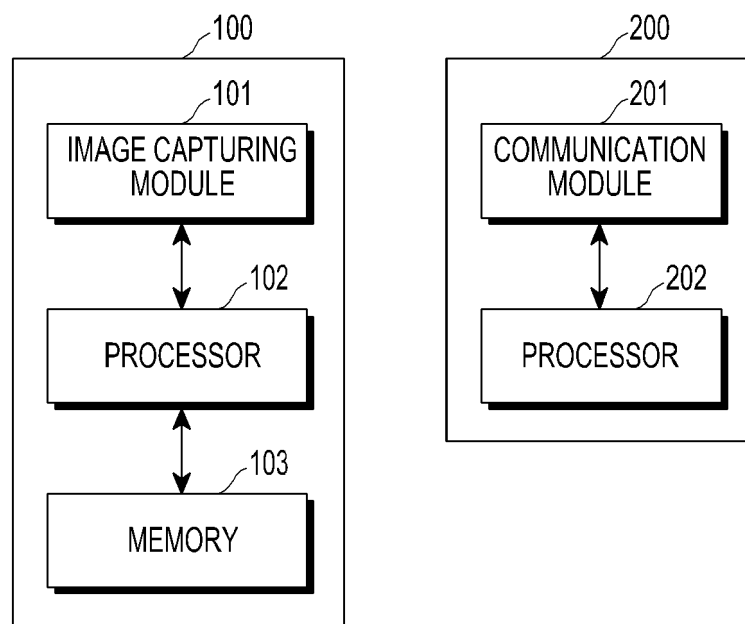 100
101
IMAGE CAPTURING
MODULE
102
PROCESSOR
103
MEMORY
200
201
COMMUNICATION
MODULE
202
PROCESSOR